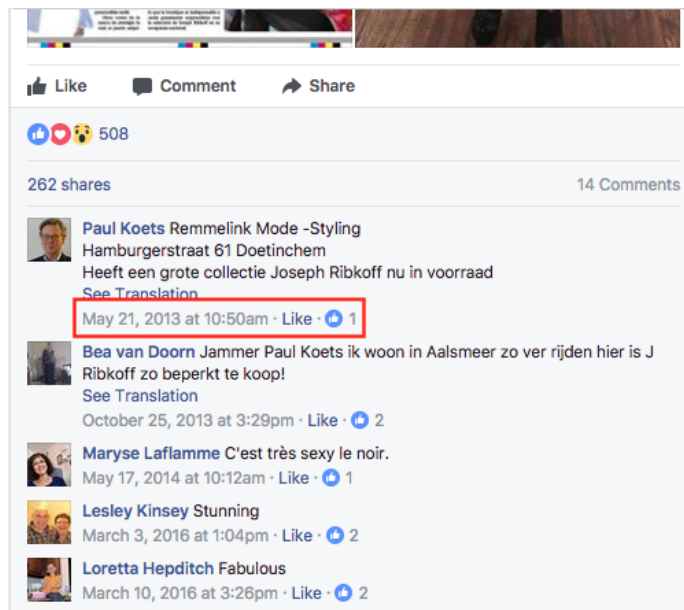 Like Comment Share
508
262 shares 14 Comments
Paul Koets Remmelink Mode -Styling
Hamburgerstraat 61 Doetinchem
Heeft een grote collectie Joseph Ribkoff nu in voorraad
See Translation
May 21, 2013 at 10:50am · Like · 1
Bea van Doorn Jammer Paul Koets ik woon in Aalsmeer zo ver rijden hier is J
Ribkoff zo beperkt te koop!
See Translation
October 25, 2013 at 3:29pm · Like · 2
Maryse Laflamme C'est très sexy le noir.
May 17, 2014 at 10:12am · Like · 1
Lesley Kinsey Stunning
March 3, 2016 at 1:04pm · Like · 2
Loretta Hepditch Fabulous
March 10, 2016 at 3:26pm · Like · 2